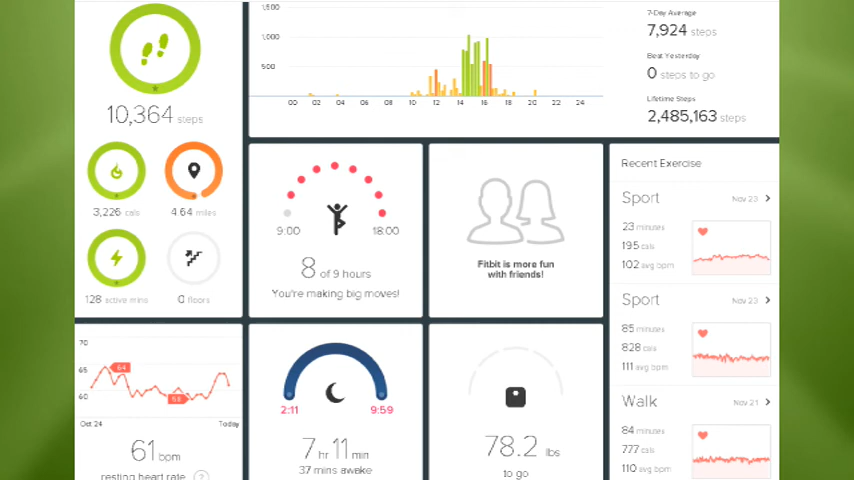 10,364 steps
3,226 cals
4.64 miles
128 active mins
0 floors
1,500
1,000
500
00 02 04 06 08 10 12 14 16 18 20 22 24
7-Day Average
7,924 steps
Beat Yesterday
0 steps to go
Lifetime Steps
2,485,163 steps
9:00
18:00
8 of 9 hours
You're making big moves!
Fitbit is more fun
with friends!
Recent Exercise
Sport
Nov 23
23 minutes
195 cals
102 avg bpm
Sport
Nov 23
85 minutes
828 cals
111 avg bpm
Walk
Nov 21
84 minutes
777 cals
110 avg bpm
70
65
60
64
Oct 24
Today
61 bpm
resting heart rate ?
2:11
9:59
7 hr 11 min
37 mins awake
78.2 lbs
to go